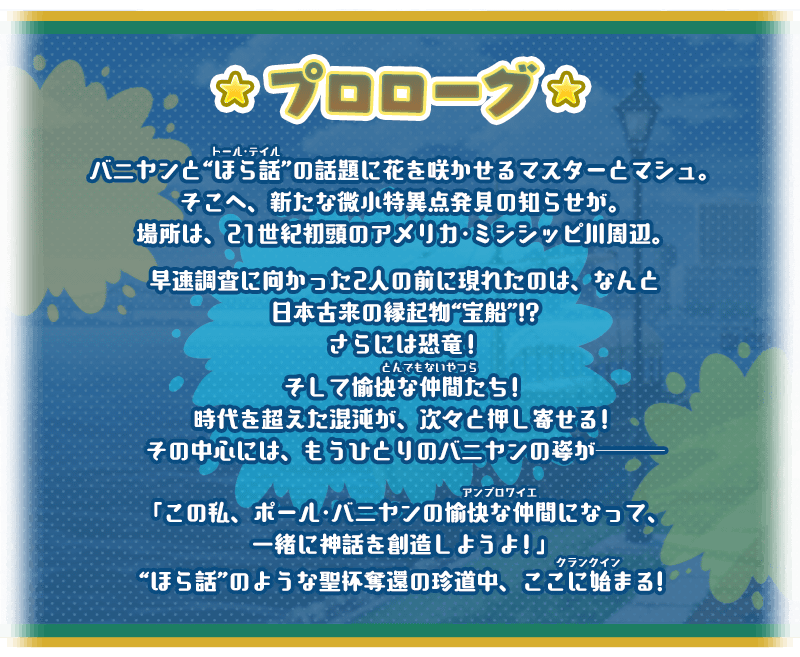 プロローグ
トール・テイル
バニヤンと“ほら話”の話題に花を咲かせるマスターとマシュ。
そこへ、新たな微小特異点発見の知らせが。
場所は、21世紀初頭のアメリカ・ミシシッピ川周辺。
早速調査に向かった2人の前に現れたのは、なんと
日本古来の縁起物“宝船”!?
さらには恐竜！
とんでもないやつら
そして愉快な仲間たち！
時代を超えた混沌が、次々と押し寄せる！
その中心には、もうひとりのバニヤンの姿が―――
アンプロワイエ
「この私、ポール・バニヤンの愉快な仲間になって、
一緒に神話を創造しようよ！」
クランクイン
“ほら話”のような聖杯奪還の珍道中、ここに始まる！